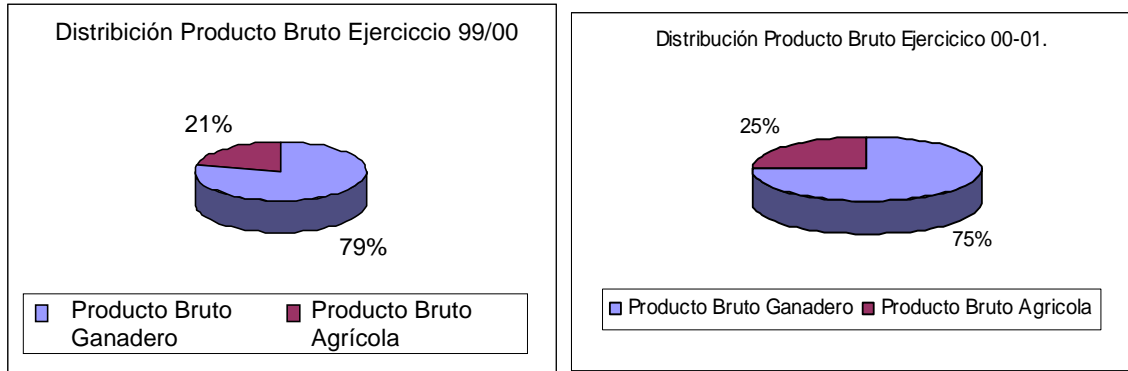 Distribición Producto Bruto Ejerciccio 99/00
21%
79%
Producto Bruto
Ganadero
Producto Bruto
Agrícola
Distribución Producto Bruto Ejercicico 00-01.
25%
75%
Producto Bruto Ganadero
Producto Bruto Agricola